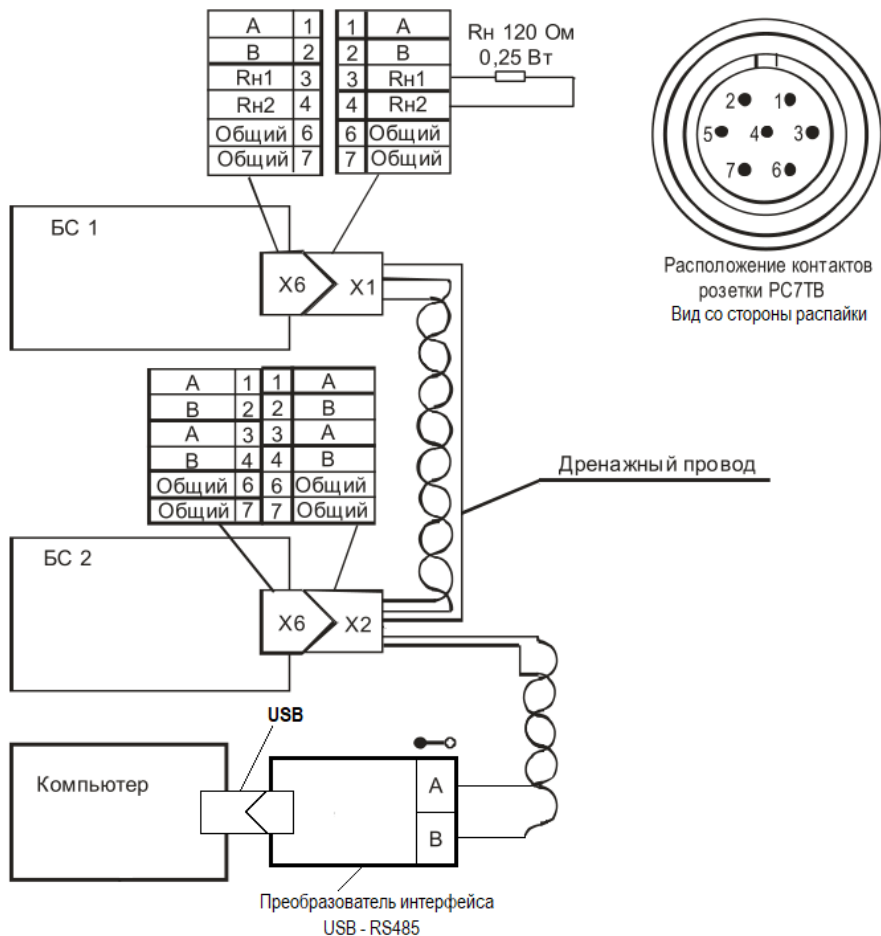 А 1 1 А
В 2 2 В
Rн1 3 3 Rн1
Rн2 4 4 Rн2
Общий 6 6 Общий
Общий 7 7 Общий
Rн 120 Ом
0,25 Вт
2 1
5 4 3
7 6
Расположение контактов
розетки РС7ТВ
Вид со стороны распайки
БС 1
Х6 Х1
А 1 1 А
В 2 2 В
А 3 3 А
В 4 4 В
Общий 6 6 Общий
Общий 7 7 Общий
Дренажный провод
БС 2
Х6 Х2
USB
Компьютер
А
В
Преобразователь интерфейса
USB - RS485